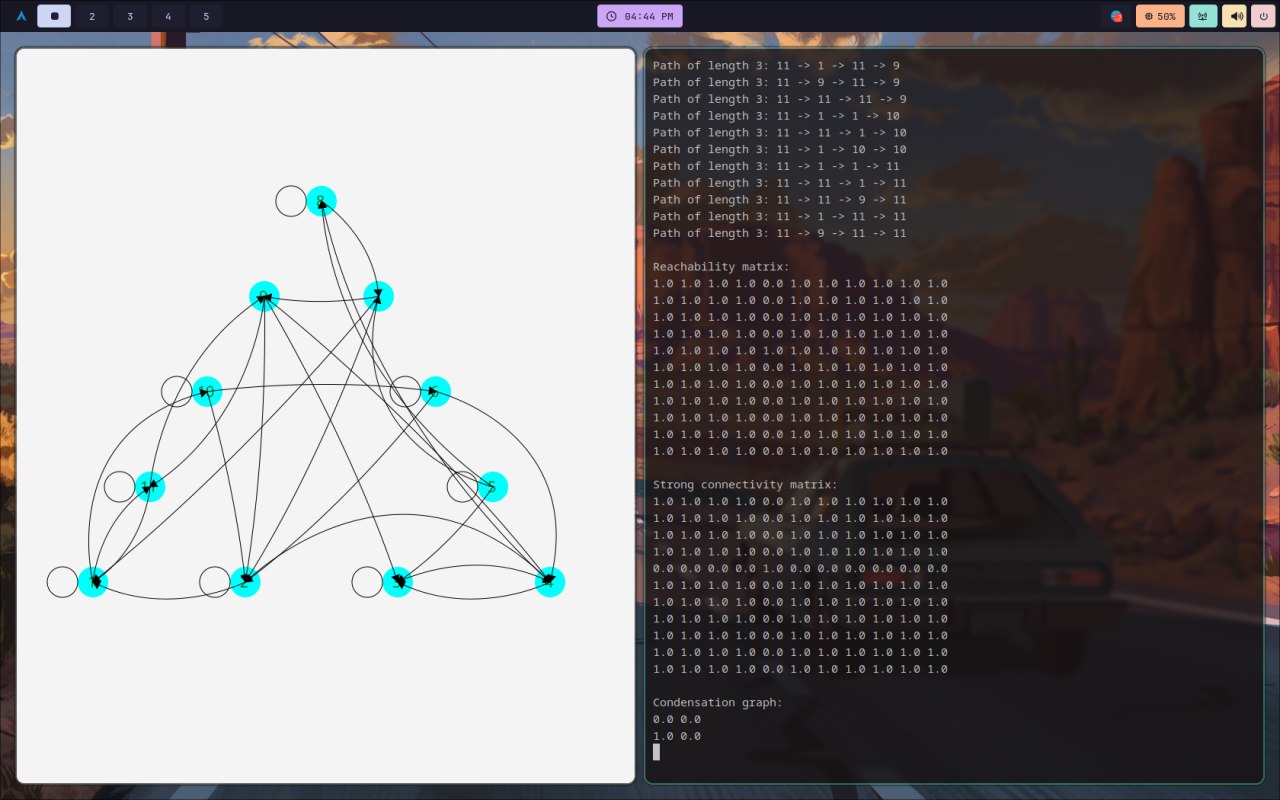 2 3 4 5
04:44 PM
50%
10
5
Path of length 3: 11 -> 1 -> 11 -> 9
Path of length 3: 11 -> 9 -> 11 -> 9
Path of length 3: 11 -> 11 -> 11 -> 9
Path of length 3: 11 -> 1 -> 1 -> 10
Path of length 3: 11 -> 11 -> 1 -> 10
Path of length 3: 11 -> 1 -> 10 -> 10
Path of length 3: 11 -> 1 -> 1 -> 11
Path of length 3: 11 -> 11 -> 1 -> 11
Path of length 3: 11 -> 11 -> 9 -> 11
Path of length 3: 11 -> 1 -> 11 -> 11
Path of length 3: 11 -> 9 -> 11 -> 11
Reachability matrix:
1.0 1.0 1.0 1.0 0.0 1.0 1.0 1.0 1.0 1.0 1.0
1.0 1.0 1.0 1.0 0.0 1.0 1.0 1.0 1.0 1.0 1.0
1.0 1.0 1.0 1.0 0.0 1.0 1.0 1.0 1.0 1.0 1.0
1.0 1.0 1.0 1.0 0.0 1.0 1.0 1.0 1.0 1.0 1.0
1.0 1.0 1.0 1.0 1.0 1.0 1.0 1.0 1.0 1.0 1.0
1.0 1.0 1.0 1.0 0.0 1.0 1.0 1.0 1.0 1.0 1.0
1.0 1.0 1.0 1.0 0.0 1.0 1.0 1.0 1.0 1.0 1.0
1.0 1.0 1.0 1.0 0.0 1.0 1.0 1.0 1.0 1.0 1.0
1.0 1.0 1.0 1.0 0.0 1.0 1.0 1.0 1.0 1.0 1.0
1.0 1.0 1.0 1.0 0.0 1.0 1.0 1.0 1.0 1.0 1.0
1.0 1.0 1.0 1.0 0.0 1.0 1.0 1.0 1.0 1.0 1.0
Strong connectivity matrix:
1.0 1.0 1.0 1.0 0.0 1.0 1.0 1.0 1.0 1.0 1.0
1.0 1.0 1.0 1.0 0.0 1.0 1.0 1.0 1.0 1.0 1.0
1.0 1.0 1.0 1.0 0.0 1.0 1.0 1.0 1.0 1.0 1.0
1.0 1.0 1.0 1.0 0.0 1.0 1.0 1.0 1.0 1.0 1.0
0.0 0.0 0.0 0.0 1.0 0.0 0.0 0.0 0.0 0.0 0.0
1.0 1.0 1.0 1.0 0.0 1.0 1.0 1.0 1.0 1.0 1.0
1.0 1.0 1.0 1.0 0.0 1.0 1.0 1.0 1.0 1.0 1.0
1.0 1.0 1.0 1.0 0.0 1.0 1.0 1.0 1.0 1.0 1.0
1.0 1.0 1.0 1.0 0.0 1.0 1.0 1.0 1.0 1.0 1.0
1.0 1.0 1.0 1.0 0.0 1.0 1.0 1.0 1.0 1.0 1.0
1.0 1.0 1.0 1.0 0.0 1.0 1.0 1.0 1.0 1.0 1.0
Condensation graph:
0.0 0.0
1.0 0.0